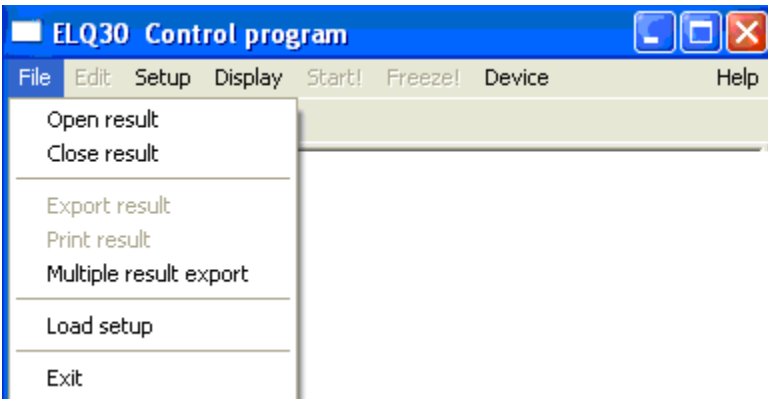 ELQ30 Control program
File Edit Setup Display Start! Freeze! Device Help
Open result
Close result
Export result
Print result
Multiple result export
Load setup
Exit